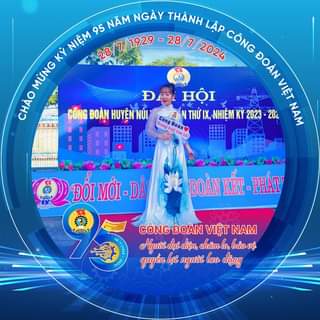 CHÀO MỪNG KỶ NIỆM 95 NĂM NGÀY THÀNH LẬP CÔNG ĐOÀN VIỆT NAM
28/7/1929 - 28/7/2024
ĐẠI HỘI
CÔNG ĐOÀN HUYỆN NÚI THỨ IX, NHIỆM KỲ 2023 - 202
ĐỔI MỚI - DÂ ĐOÀN KẾT - PHÁT
95
CÔNG ĐOÀN VIỆT NAM
Người đại diện, chăm lo, bảo vệ
quyền lợi người lao động